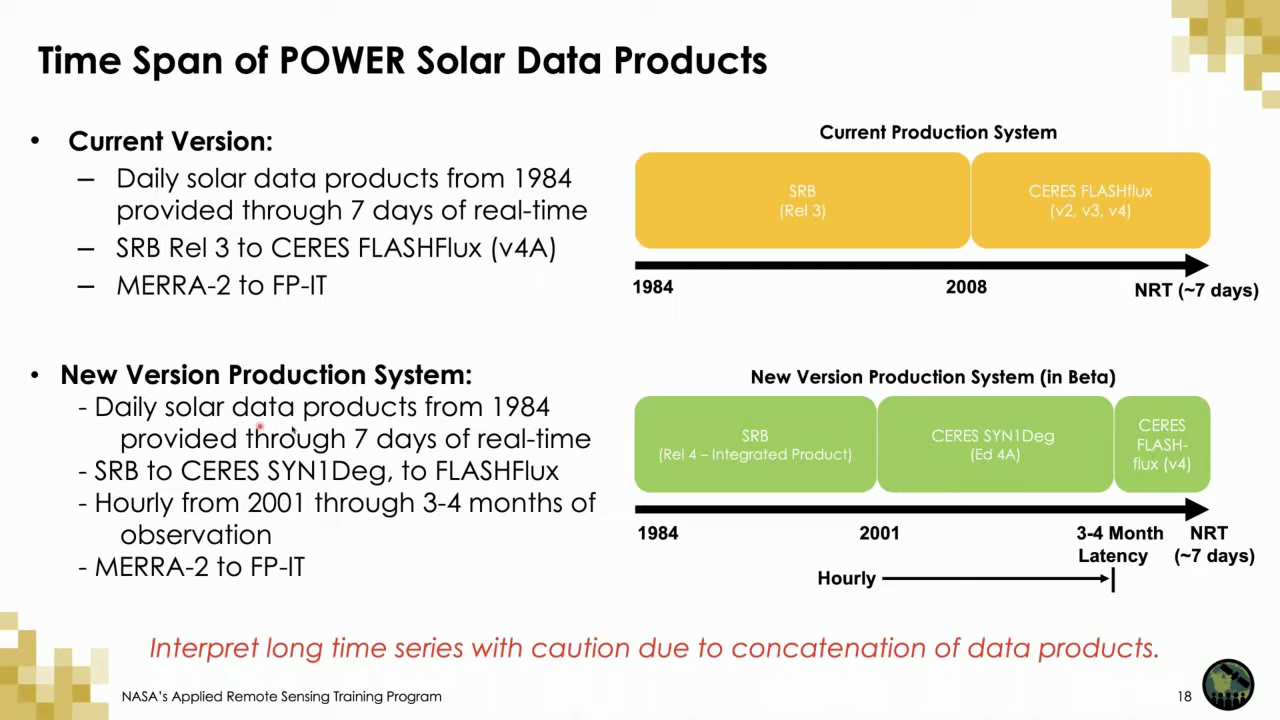 Time Span of POWER Solar Data Products
• Current Version:
– Daily solar data products from 1984
provided through 7 days of real-time
– SRB Rel 3 to CERES FLASHFlux (v4A)
– MERRA-2 to FP-IT
Current Production System
SRB
(Rel 3)
CERES FLASHflux
(v2, v3, v4)
1984
2008
NRT (~7 days)
• New Version Production System:
- Daily solar data products from 1984
provided through 7 days of real-time
- SRB to CERES SYN1Deg, to FLASHFlux
- Hourly from 2001 through 3-4 months of
observation
- MERRA-2 to FP-IT
New Version Production System (in Beta)
SRB
(Rel 4 – Integrated Product)
CERES SYN1Deg
(Ed 4A)
CERES
FLASH-
flux (v4)
1984
2001
3-4 Month
Latency
NRT
(~7 days)
Hourly
Interpret long time series with caution due to concatenation of data products.
NASA's Applied Remote Sensing Training Program
18